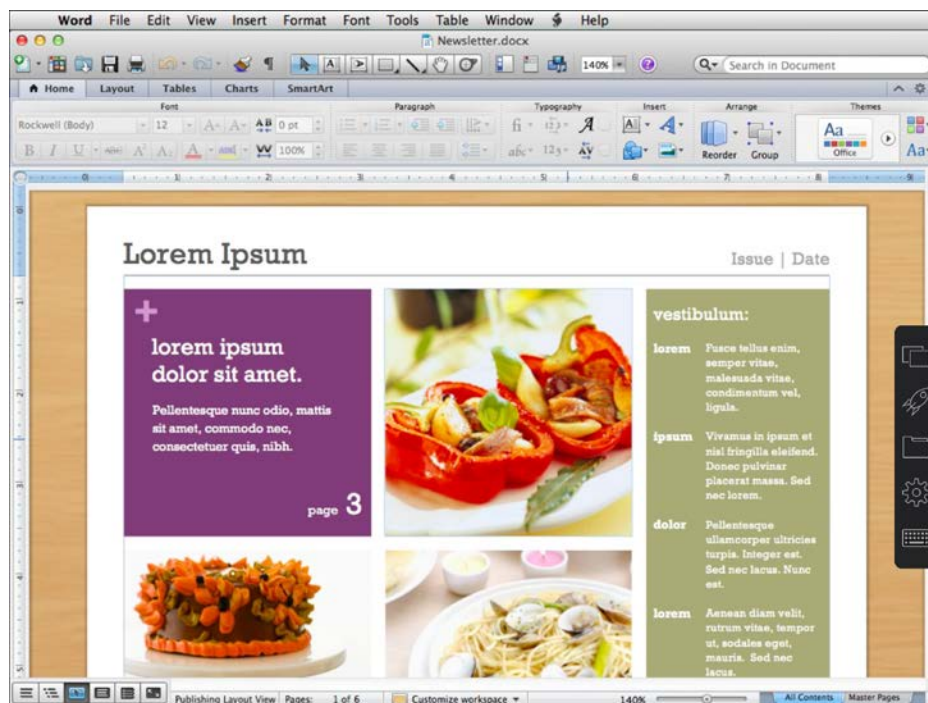 Word File Edit View Insert Format Font Tools Table Window Help
Newsletter.docx
140% Search in Document
Home Layout Tables Charts SmartArt
Font Paragraph Typography Insert Arrange Themes
Rockwell (Body) 12 0 pt
100% Reorder Group Aa Office
Lorem Ipsum
Issue | Date
lorem ipsum
dolor sit amet.
Pellentesque nunc odio, mattis
sit amet, commodo nec,
consectetuer quis, nibh.
page 3
vestibulum:
lorem Fusce tellus enim,
semper vitae,
malesuada vitae,
condimentum vel,
ligula.
ipsum Vivamus in ipsum et
nisl fringilla eleifend.
Donec pulvinar
placerat massa. Sed
nec lorem.
dolor Pellentesque
ullamcorper ultricies
turpis. Integer est.
Sed nec lacus. Nunc
est.
lorem Aenean diam velit,
rutrum vitae, tempor
ut, sodales eget,
mauris. Sed nec
lacus.
Publishing Layout View Pages: 1 of 6 Customize workspace 140% All Contents Master Pages